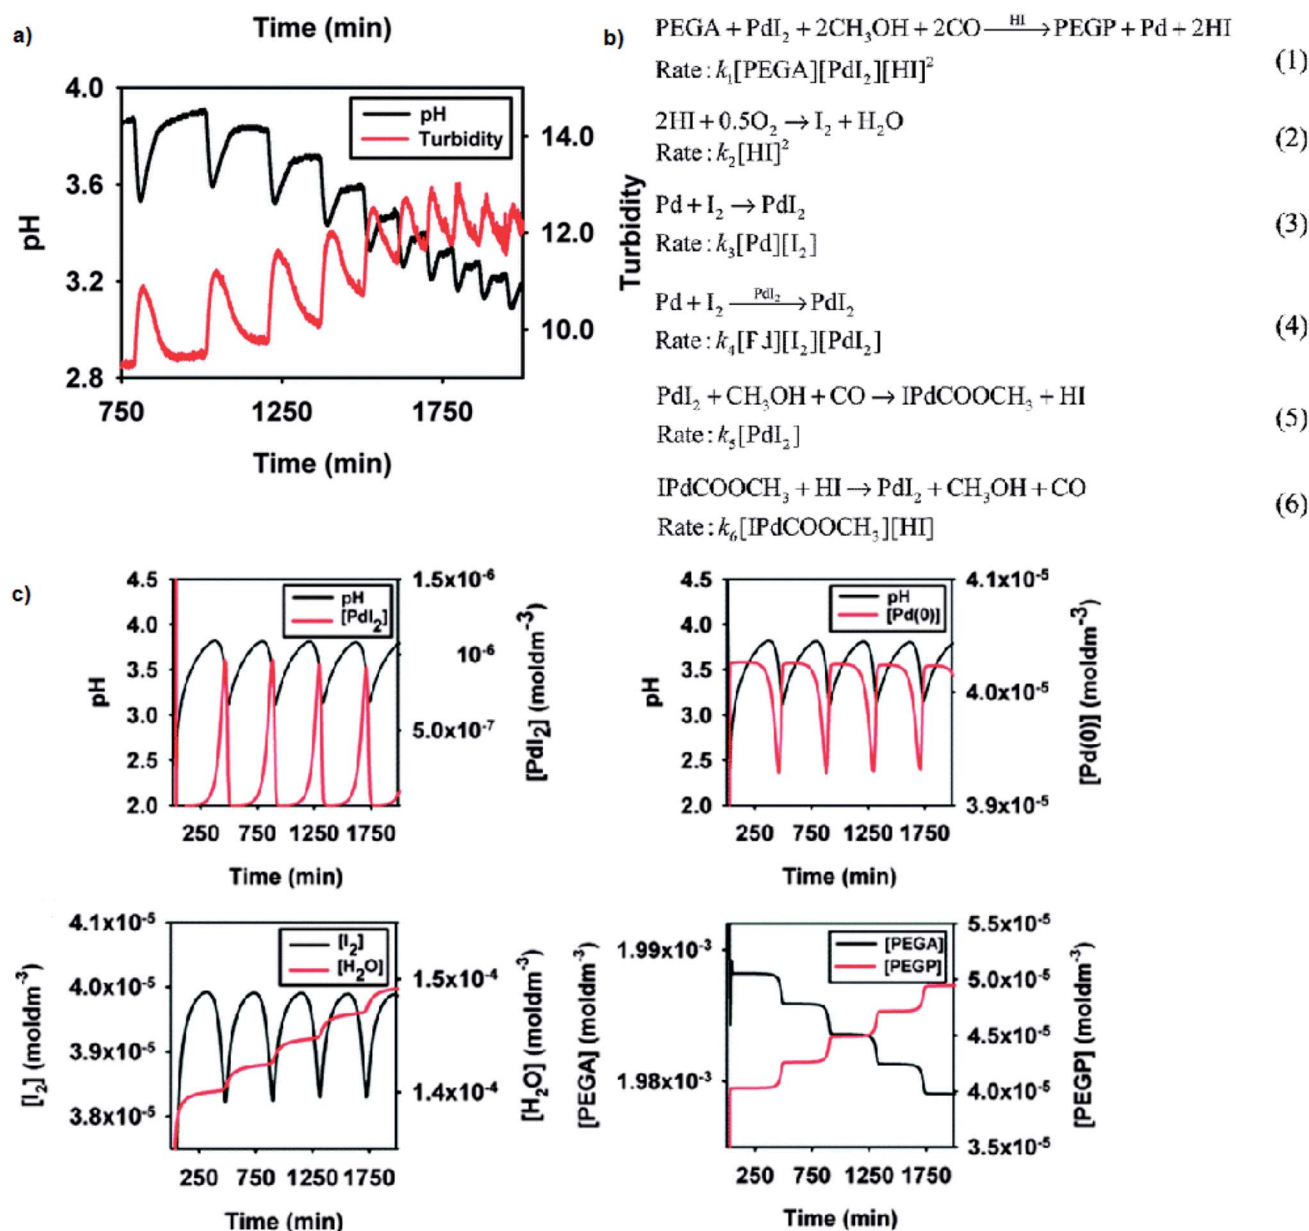 a)
Time (min)
4.0
3.6
3.2
2.8
pH
pH
Turbidity
14.0
12.0
10.0
Turbidity
750 1250 1750
Time (min)
b)
PEGA + PdI₂ + 2CH₃OH + 2CO —HI→ PEGP + Pd + 2HI
(1)
Rate: k₁[PEGA][PdI₂][HI]²
2HI + 0.5O₂ → I₂ + H₂O
(2)
Rate: k₂[HI]²
Pd + I₂ → PdI₂
(3)
Rate: k₃[Pd][I₂]
Pd + I₂ —PdI₂→ PdI₂
(4)
Rate: k₄[Pd][I₂][PdI₂]
PdI₂ + CH₃OH + CO → IPdCOOCH₃ + HI
(5)
Rate: k₅[PdI₂]
IPdCOOCH₃ + HI → PdI₂ + CH₃OH + CO
(6)
Rate: k₆[IPdCOOCH₃][HI]
c)
4.5
4.0
3.5
3.0
2.5
2.0
pH
pH
[PdI₂]
1.5x10⁻⁶
10⁻⁶
5.0x10⁻⁷
[PdI₂] (moldm⁻³)
250 750 1250 1750
Time (min)
4.5
4.0
3.5
3.0
2.5
2.0
pH
pH
[Pd(0)]
4.1x10⁻⁵
4.0x10⁻⁵
3.9x10⁻⁵
[Pd(0)] (moldm⁻³)
250 750 1250 1750
Time (min)
4.1x10⁻⁵
4.0x10⁻⁵
3.9x10⁻⁵
3.8x10⁻⁵
[I₂] (moldm⁻³)
[I₂]
[H₂O]
1.5x10⁻⁴
1.4x10⁻⁴
[H₂O] (moldm⁻³)
250 750 1250 1750
Time (min)
1.99x10⁻³
1.98x10⁻³
[PEGA] (moldm⁻³)
[PEGA]
[PEGP]
5.5x10⁻⁵
5.0x10⁻⁵
4.5x10⁻⁵
4.0x10⁻⁵
3.5x10⁻⁵
[PEGP] (moldm⁻³)
250 750 1250 1750
Time (min)